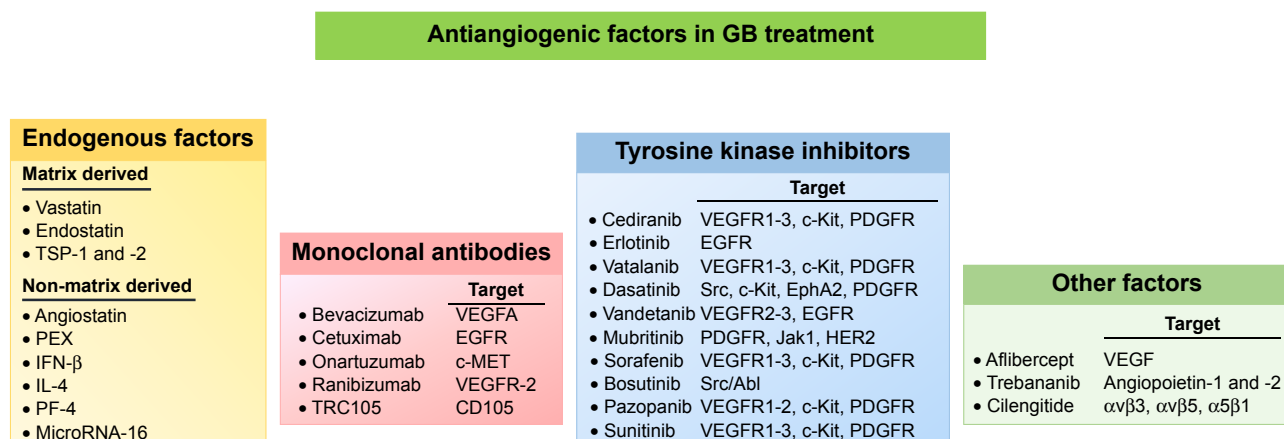 Antiangiogenic factors in GB treatment
Endogenous factors
Matrix derived
• Vastatin
• Endostatin
• TSP-1 and -2
Non-matrix derived
• Angiostatin
• PEX
• IFN-β
• IL-4
• PF-4
• MicroRNA-16
Monoclonal antibodies
Target
• Bevacizumab VEGFA
• Cetuximab EGFR
• Onartuzumab c-MET
• Ranibizumab VEGFR-2
• TRC105 CD105
Tyrosine kinase inhibitors
Target
• Cediranib VEGFR1-3, c-Kit, PDGFR
• Erlotinib EGFR
• Vatalanib VEGFR1-3, c-Kit, PDGFR
• Dasatinib Src, c-Kit, EphA2, PDGFR
• Vandetanib VEGFR2-3, EGFR
• Mubritinib PDGFR, Jak1, HER2
• Sorafenib VEGFR1-3, c-Kit, PDGFR
• Bosutinib Src/Abl
• Pazopanib VEGFR1-2, c-Kit, PDGFR
• Sunitinib VEGFR1-3, c-Kit, PDGFR
Other factors
Target
• Aflibercept VEGF
• Trebananib Angiopoietin-1 and -2
• Cilengitide αvβ3, αvβ5, α5β1